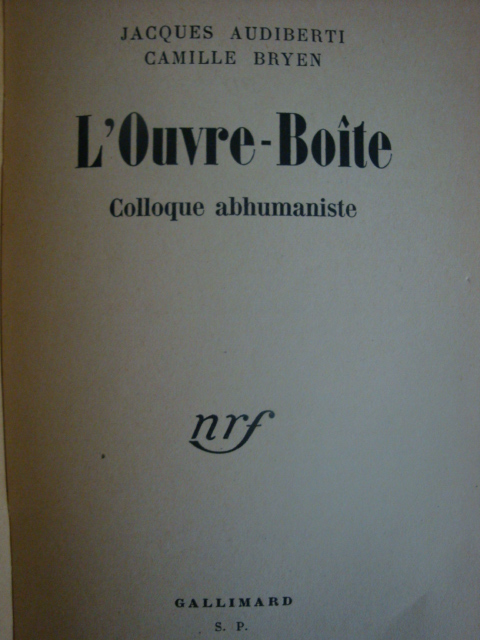 JACQUES AUDIBERTI
CAMILLE BRYEN
L'Ouvre-Boîte
Colloque abhumaniste
nrf
GALLIMARD
S. P.